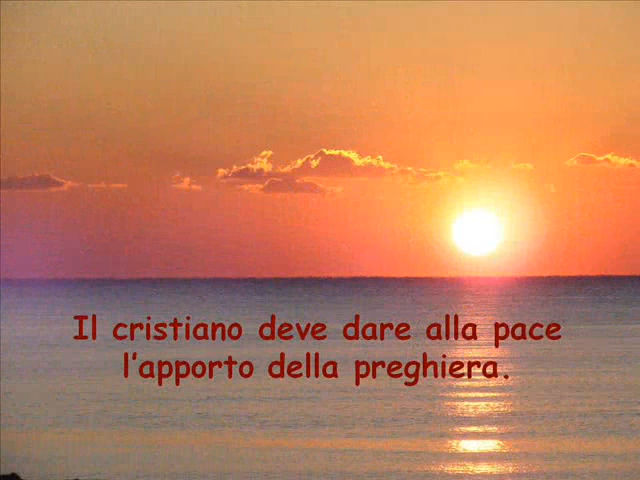 Il cristiano deve dare alla pace
l’apporto della preghiera.